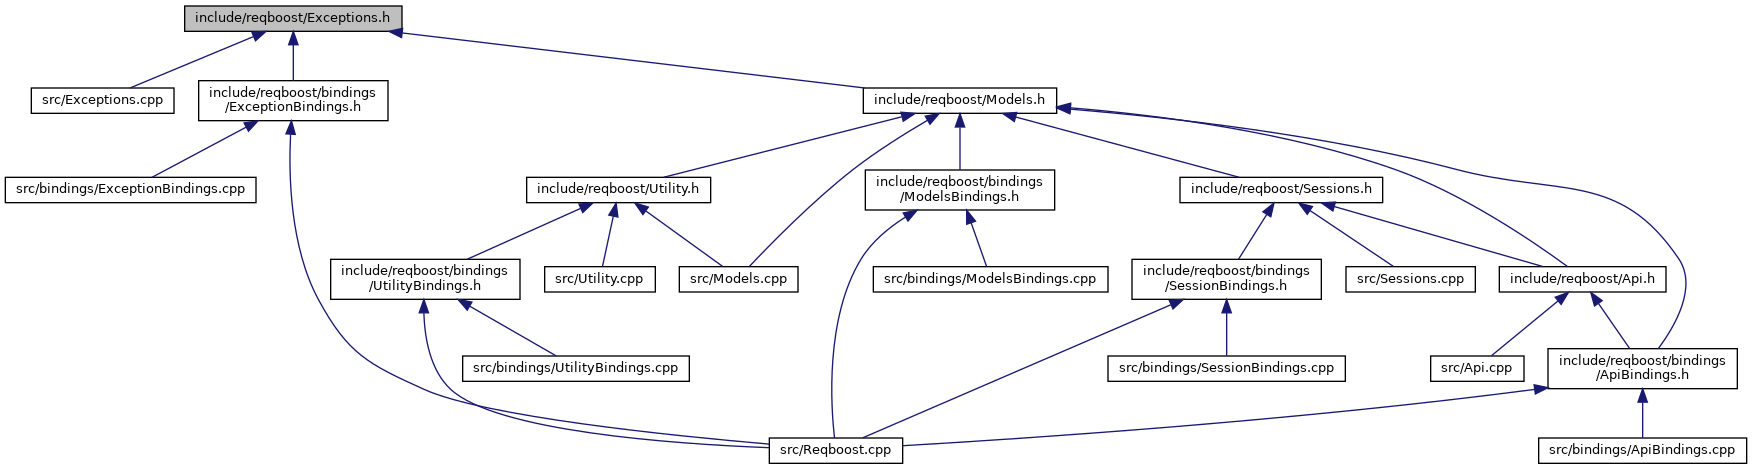 include/reqboost/Exceptions.h
src/Exceptions.cpp
include/reqboost/bindings
/ExceptionBindings.h
include/reqboost/Models.h
src/bindings/ExceptionBindings.cpp
include/reqboost/Utility.h
include/reqboost/bindings
/ModelsBindings.h
include/reqboost/Sessions.h
include/reqboost/bindings
/UtilityBindings.h
src/Utility.cpp
src/Models.cpp
src/bindings/ModelsBindings.cpp
include/reqboost/bindings
/SessionBindings.h
src/Sessions.cpp
include/reqboost/Api.h
src/bindings/UtilityBindings.cpp
src/bindings/SessionBindings.cpp
src/Api.cpp
include/reqboost/bindings
/ApiBindings.h
src/Reqboost.cpp
src/bindings/ApiBindings.cpp